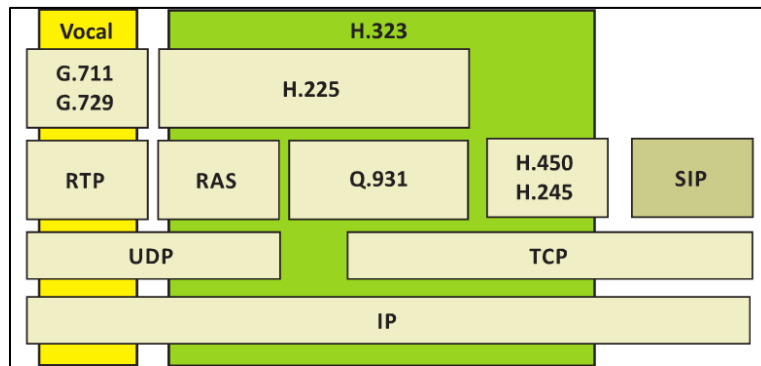 Vocal
H.323
G.711
G.729
H.225
RTP
RAS
Q.931
H.450
H.245
SIP
UDP
TCP
IP